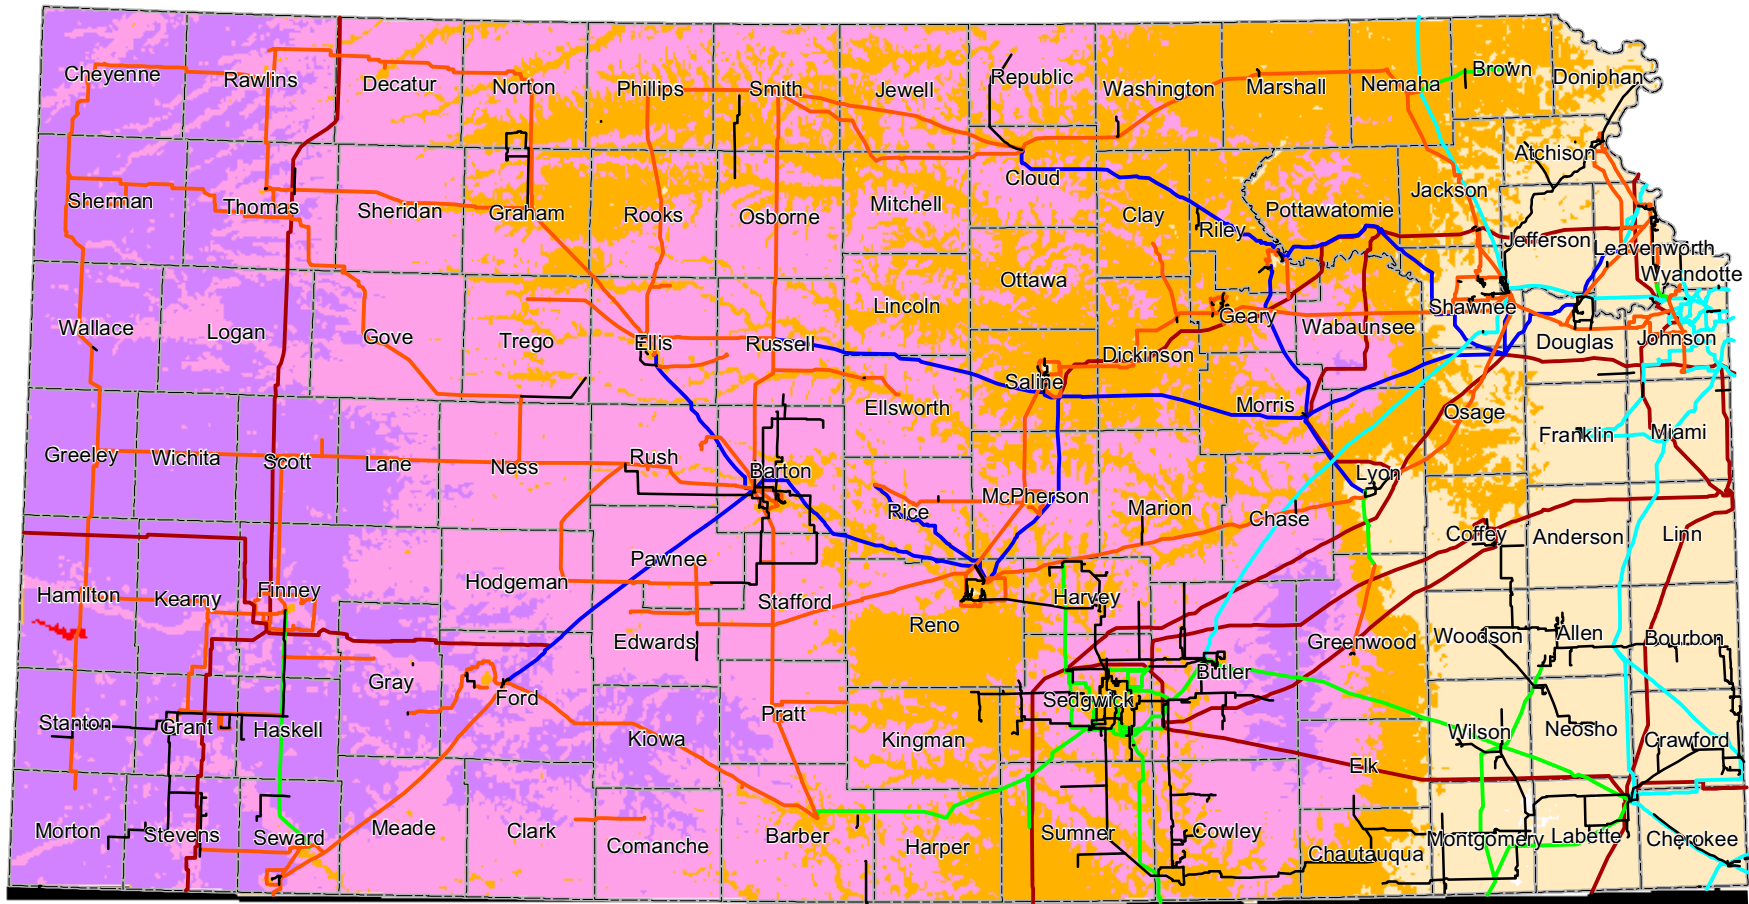 Cheyenne
Rawlins
Decatur
Norton
Phillips
Smith
Jewell
Republic
Washington
Marshall
Nemaha
Brown
Doniphan
Atchison
Sherman
Thomas
Sheridan
Graham
Rooks
Osborne
Mitchell
Cloud
Clay
Riley
Pottawatomie
Jackson
Jefferson
Leavenworth
Wyandotte
Wallace
Logan
Gove
Trego
Ellis
Russell
Lincoln
Ottawa
Saline
Dickinson
Geary
Wabaunsee
Shawnee
Douglas
Johnson
Greeley
Wichita
Scott
Lane
Ness
Rush
Barton
Ellsworth
Rice
McPherson
Marion
Morris
Chase
Lyon
Osage
Franklin
Miami
Coffey
Anderson
Linn
Hamilton
Kearny
Finney
Hodgeman
Pawnee
Stafford
Edwards
Reno
Harvey
Greenwood
Woodson
Allen
Bourbon
Gray
Ford
Butler
Sedgwick
Stanton
Grant
Haskell
Kiowa
Pratt
Kingman
Wilson
Neosho
Crawford
Elk
Morton
Stevens
Seward
Meade
Clark
Comanche
Barber
Harper
Sumner
Cowley
Chautauqua
Montgomery
Labette
Cherokee